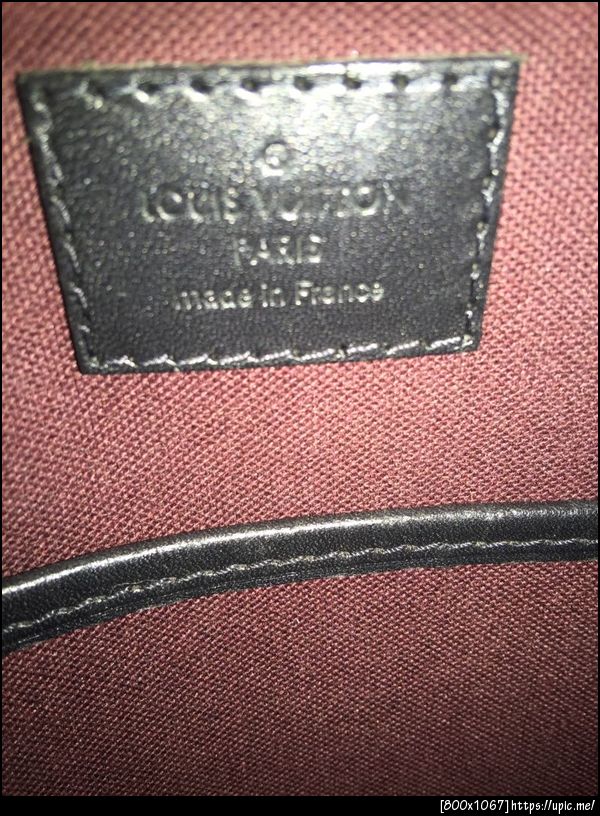 ®
LOUIS VUITTON
PARIS
made in France
[800x1067]https://upic.me/